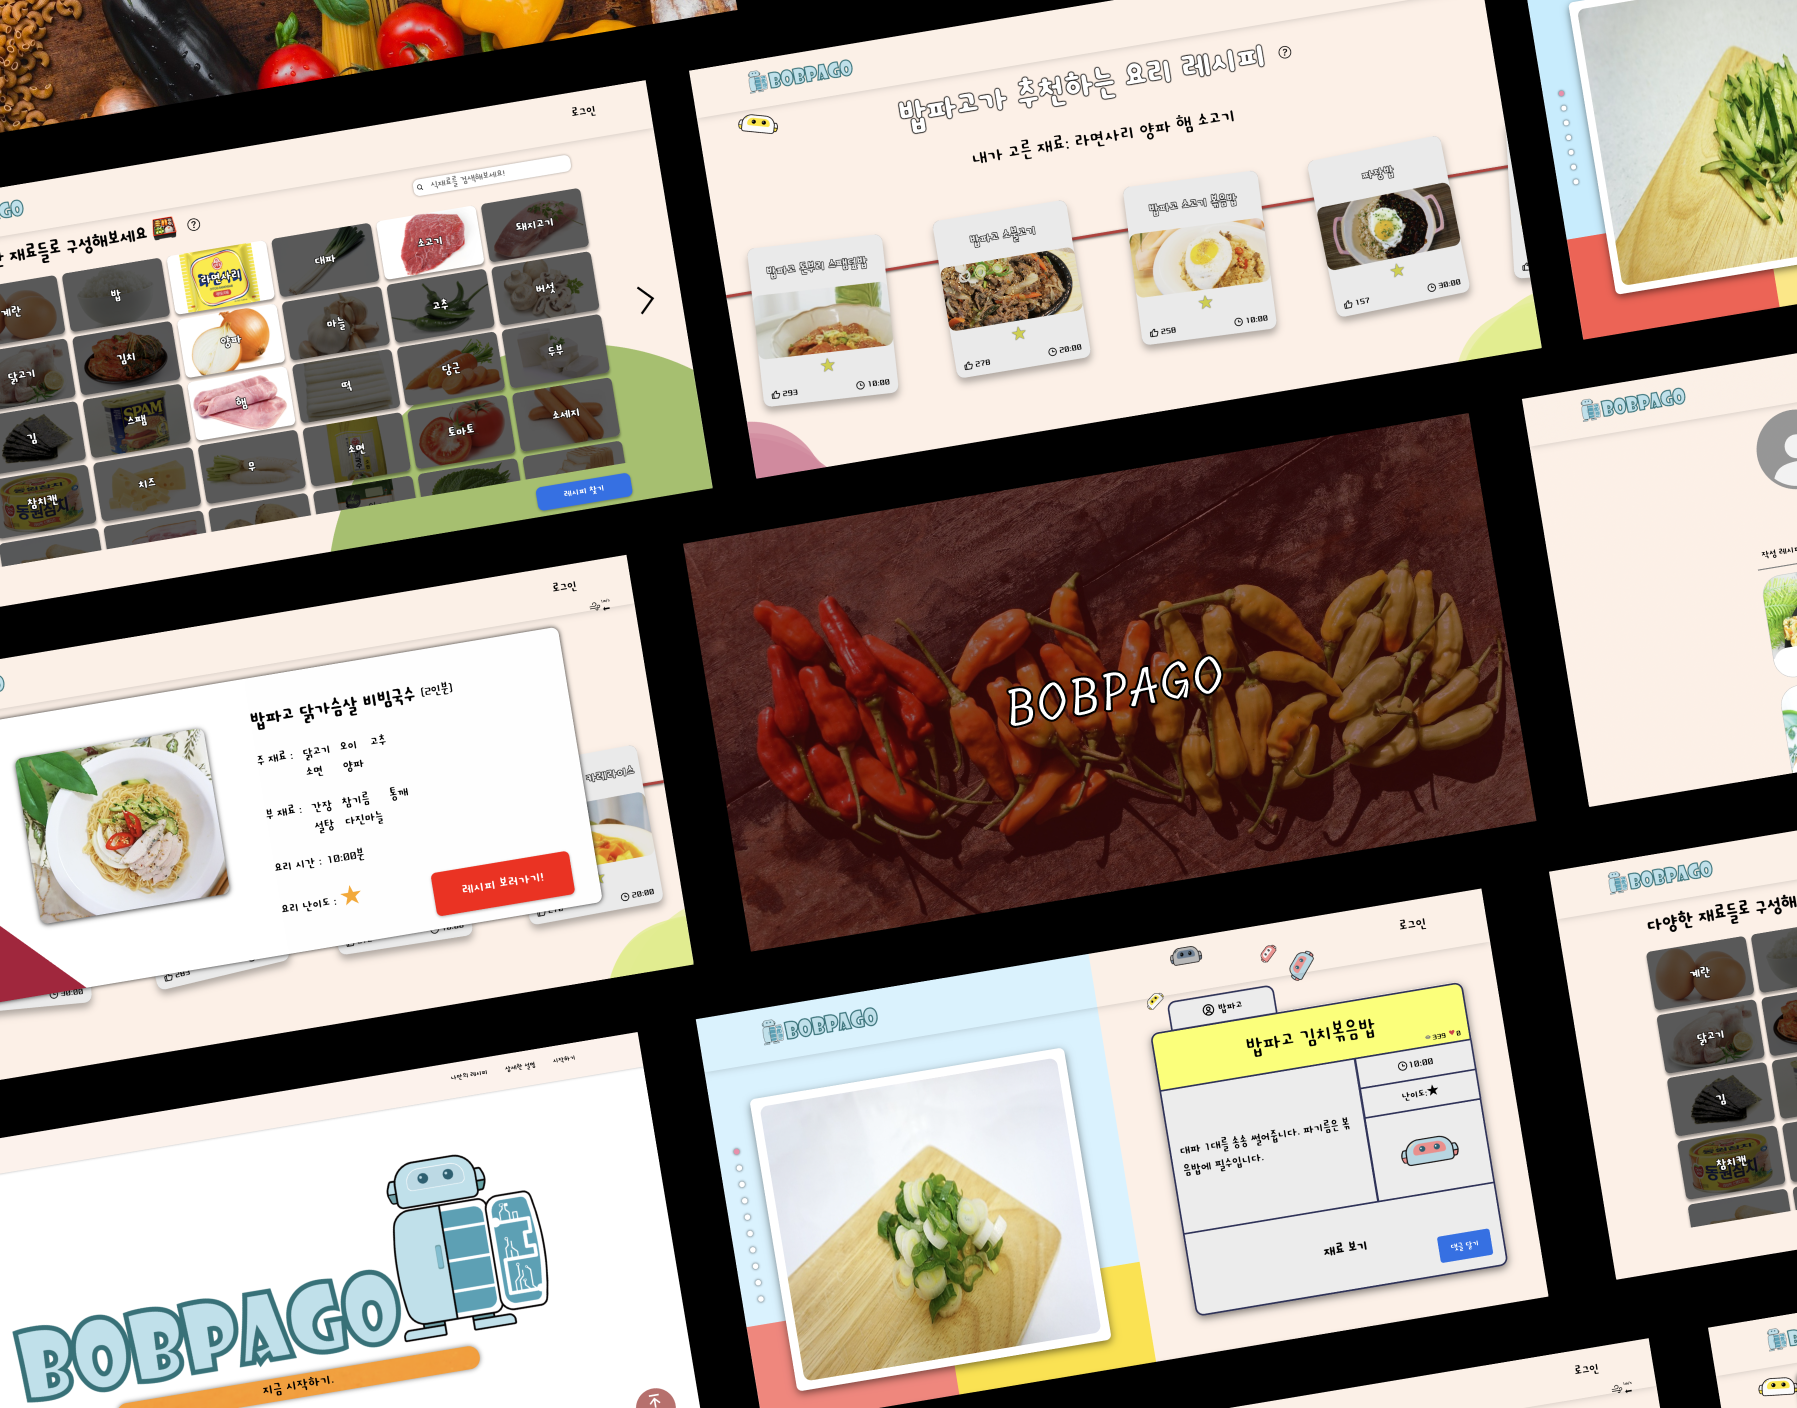 로그인
식재료를 검색해보세요!
재료들로 구성해보세요
계란
밥
라면사리
대파
소고기
돼지고기
닭고기
김치
양파
마늘
고추
버섯
김
스팸
햄
떡
당근
두부
참치캔
치즈
무
소면
토마토
소세지
레시피 찾기
BOBPAGO
밥파고가 추천하는 요리 레시피
내가 고른 재료: 라면사리 양파 햄 소고기
밥파고 돈부리 스팸덮밥
293
10:00
밥파고 소불고기
278
20:00
밥파고 소고기 볶음밥
258
10:00
짜장밥
157
30:00
BOBPAGO
로그인
밥파고 닭가슴살 비빔국수 (2인분)
주 재료 : 닭고기 오이 고추
소면 양파
부 재료 : 간장 참기름 통깨
설탕 다진마늘
요리 시간 : 10:00분
요리 난이도 :
레시피 보러가기!
카레라이스
20:00
30:00
283
BOBPAGO
나만의 레시피
상세한 설명
시작하기
BOBPAGO
지금 시작하기.
BOBPAGO
로그인
밥파고
밥파고 김치볶음밥
339
0
10:00
난이도:
대파 1대를 송송 썰어줍니다. 파기름은 볶
음밥에 필수입니다.
재료 보기
댓글 달기
BOBPAGO
다양한 재료들로 구성해
계란
닭고기
김
참치캔
로그인